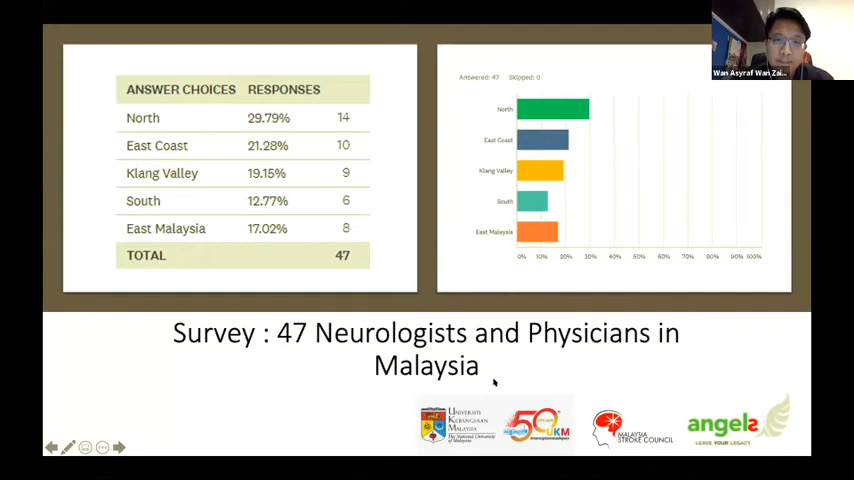 Wan Asyraf Wan Zai...
ANSWER CHOICES RESPONSES
North 29.79% 14
East Coast 21.28% 10
Klang Valley 19.15% 9
South 12.77% 6
East Malaysia 17.02% 8
TOTAL 47
Answered: 47 Skipped: 0
North
East Coast
Klang Valley
South
East Malaysia
0% 10% 20% 30% 40% 50% 60% 70% 80% 90% 100%
Survey : 47 Neurologists and Physicians in
Malaysia
UNIVERSITI
KEBANGSAAN
MALAYSIA
The National University
of Malaysia
50
UKM
MALAYSIA
STROKE COUNCIL
angels
LEAVE YOUR LEGACY